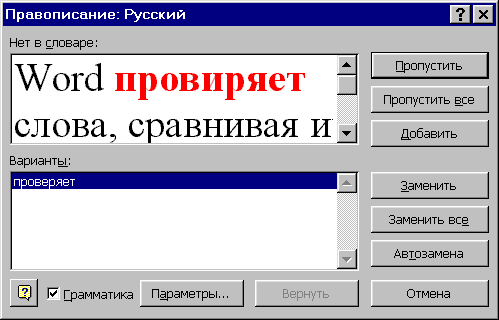 Правописание: Русский
Нет в словаре:
Word провиряет
слова, сравнивая и
Пропустить
Пропустить все
Добавить
Варианты:
проверяет
Заменить
Заменить все
Автозамена
Грамматика
Параметры...
Вернуть
Отмена